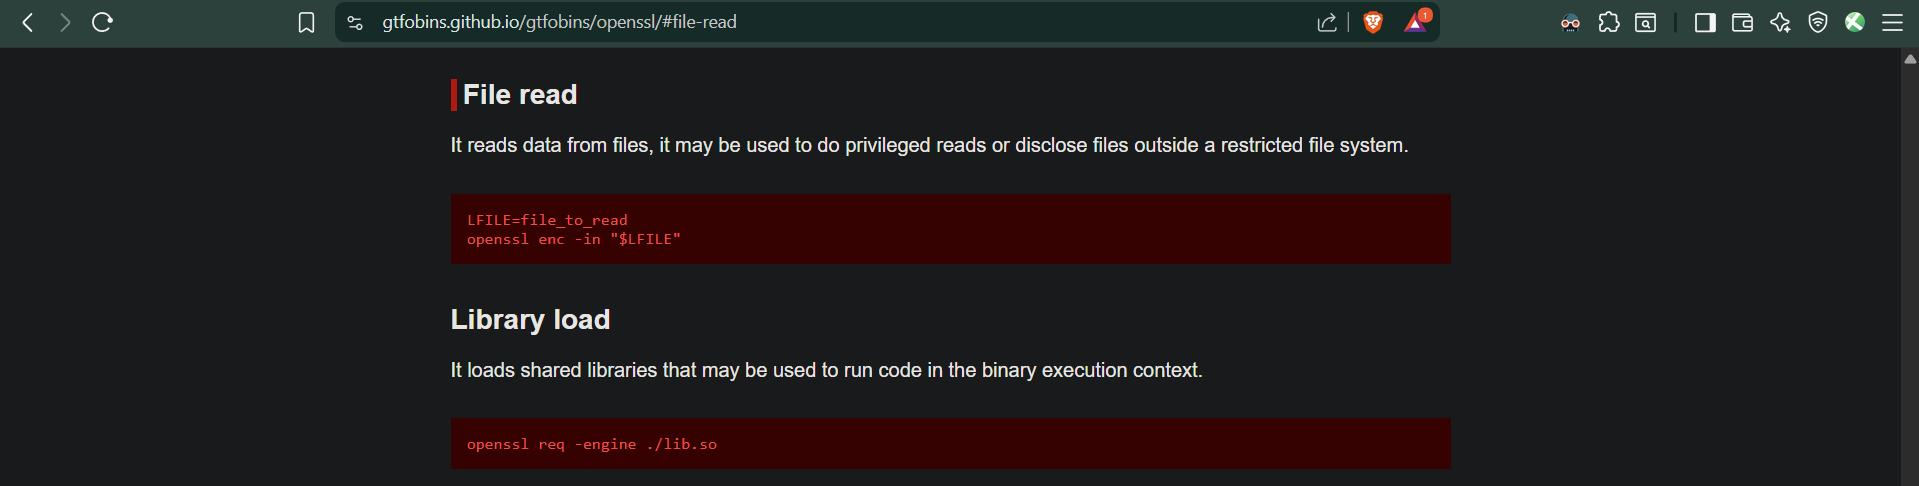 gtfobins.github.io/gtfobins/openssl/#file-read
1
File read
It reads data from files, it may be used to do privileged reads or disclose files outside a restricted file system.
LFILE=file_to_read
openssl enc -in "$LFILE"
Library load
It loads shared libraries that may be used to run code in the binary execution context.
openssl req -engine ./lib.so